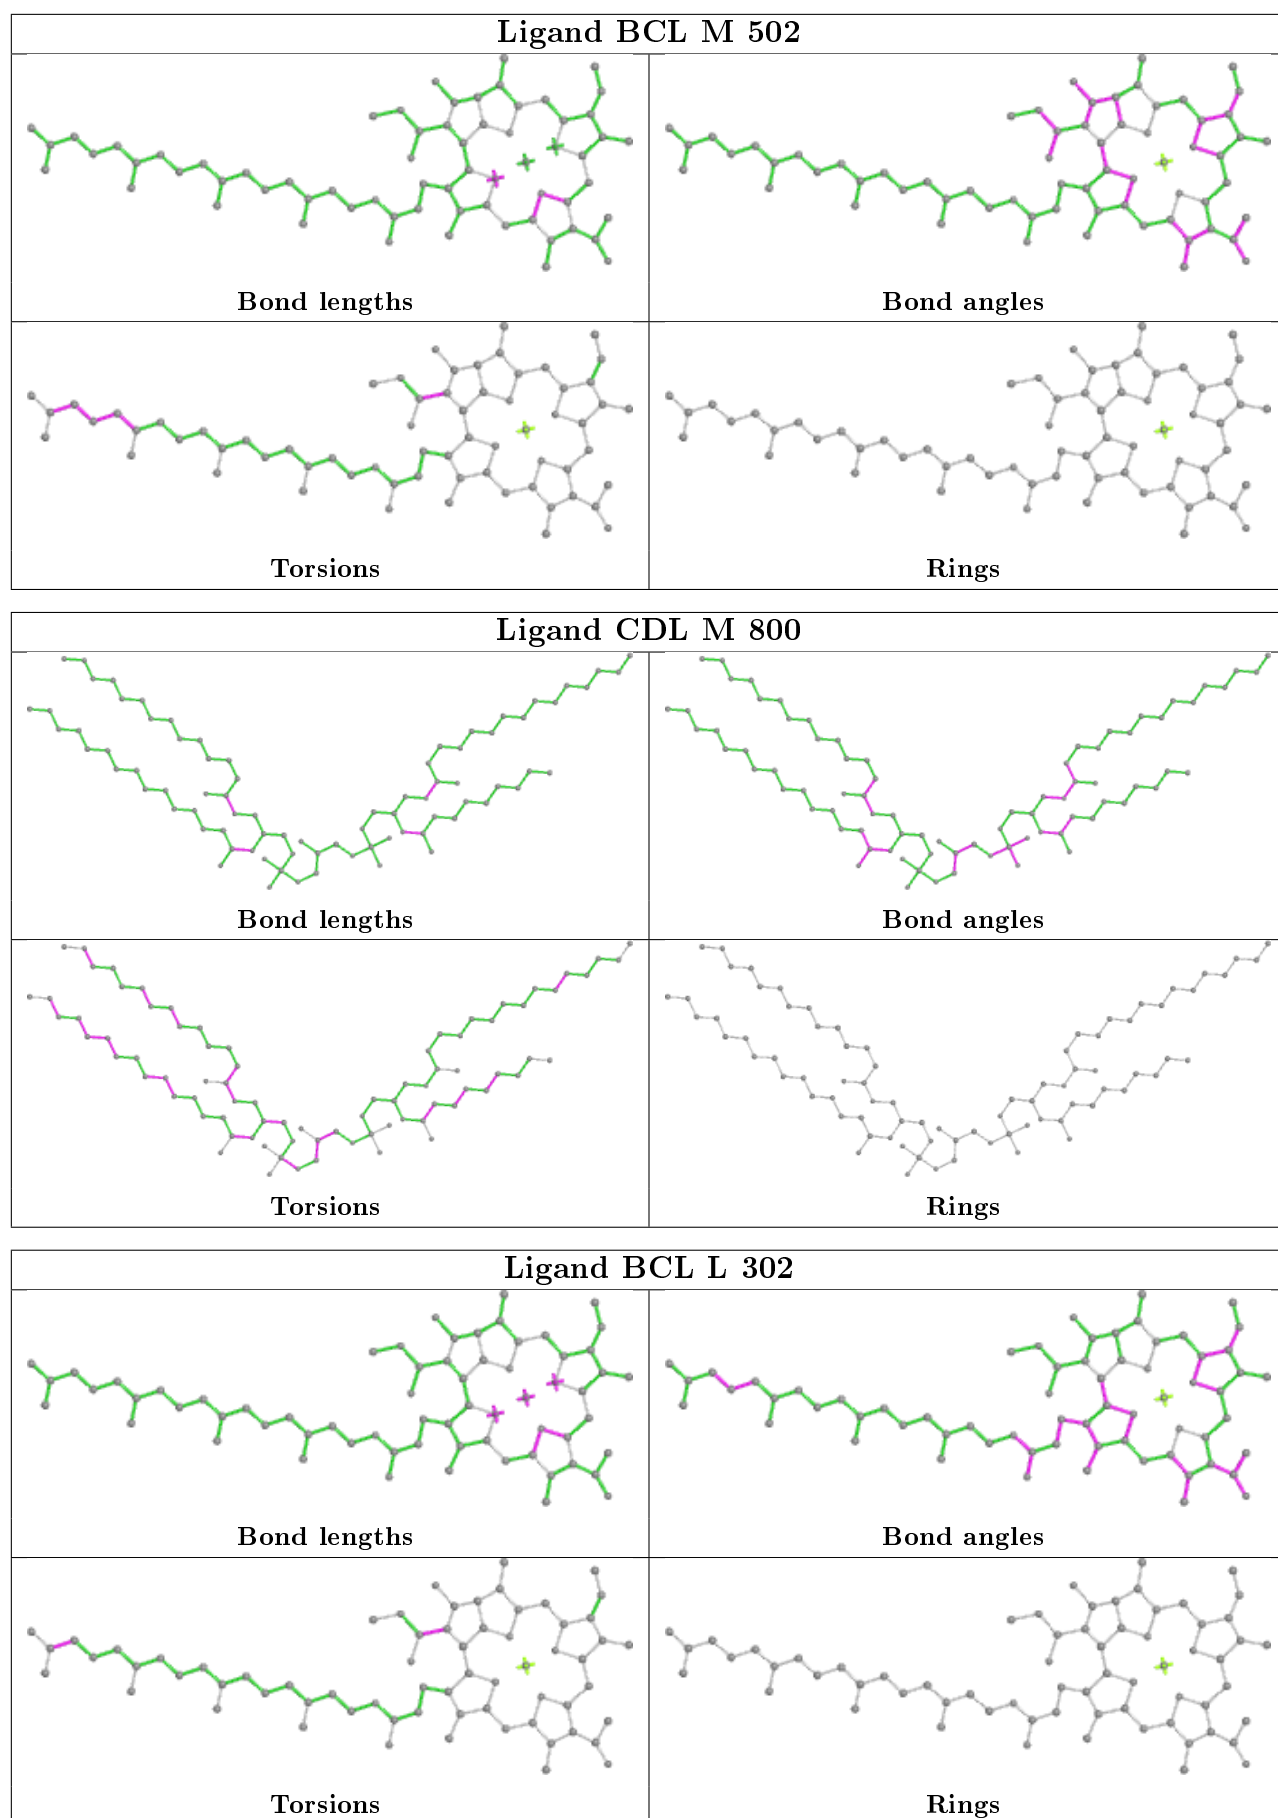 Ligand BCL M 502
Bond lengths
Bond angles
Torsions
Rings
Ligand CDL M 800
Bond lengths
Bond angles
Torsions
Rings
Ligand BCL L 302
Bond lengths
Bond angles
Torsions
Rings